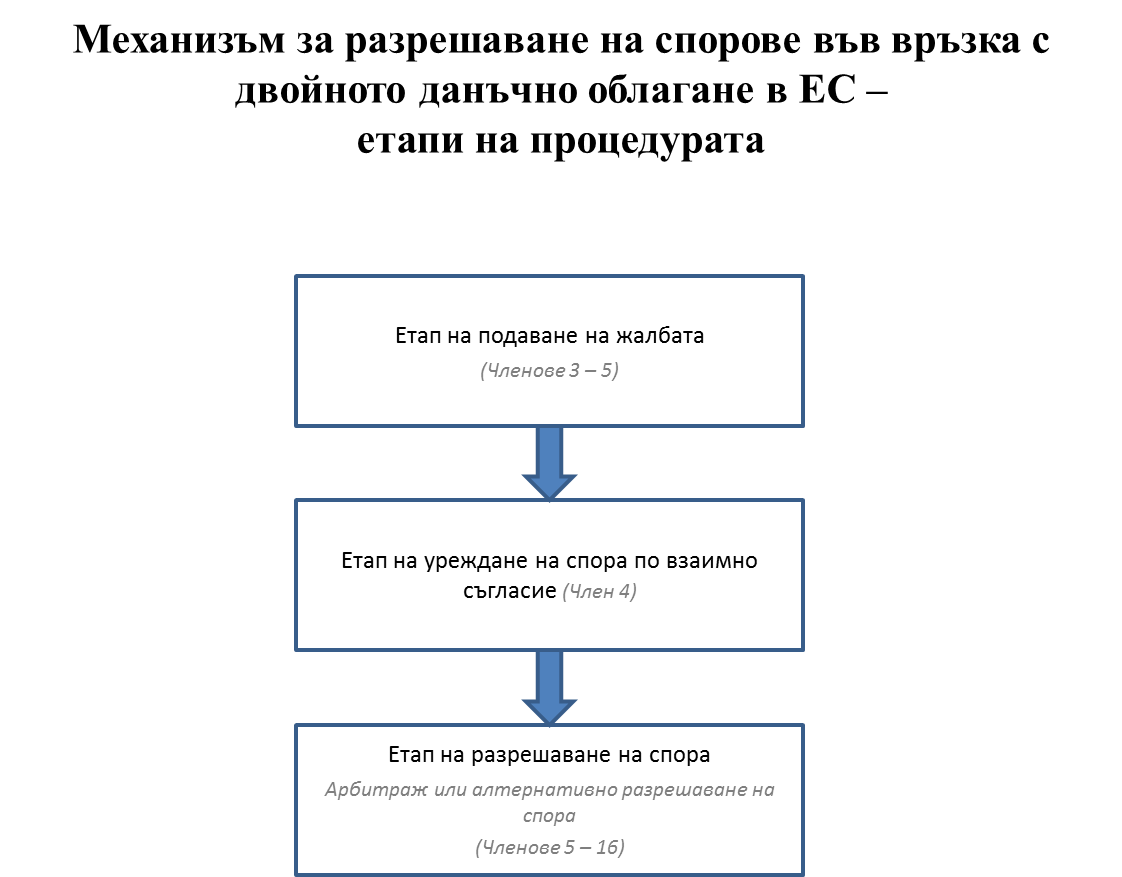 Механизъм за разрешаване на спорове във връзка с
двойното данъчно облагане в ЕС –
етапи на процедурата
Етап на подаване на жалбата
(Членове 3 – 5)
Етап на уреждане на спора по взаимно
съгласие (Член 4)
Етап на разрешаване на спора
Арбитраж или алтернативно разрешаване на
спора
(Членове 5 – 16)